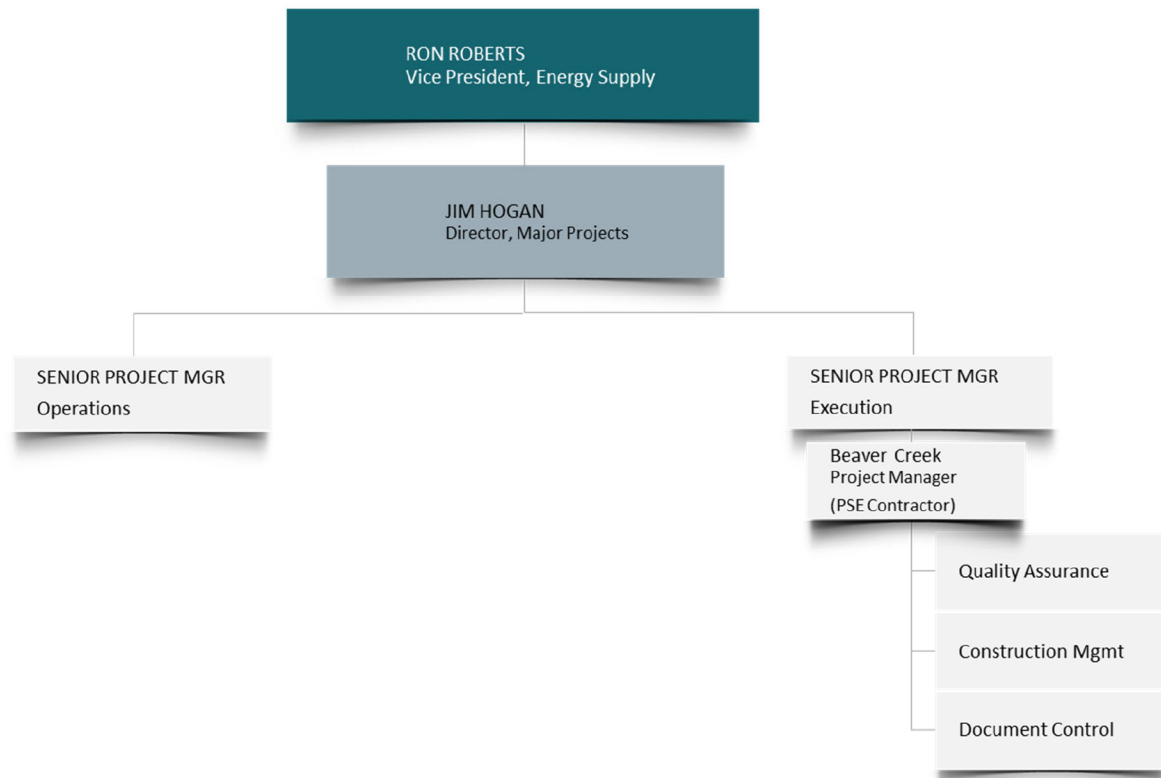 RON ROBERTS
Vice President, Energy Supply
JIM HOGAN
Director, Major Projects
SENIOR PROJECT MGR
Operations
SENIOR PROJECT MGR
Execution
Beaver Creek
Project Manager
(PSE Contractor)
Quality Assurance
Construction Mgmt
Document Control